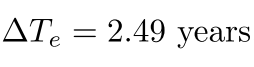 ΔT_e = 2.49 years